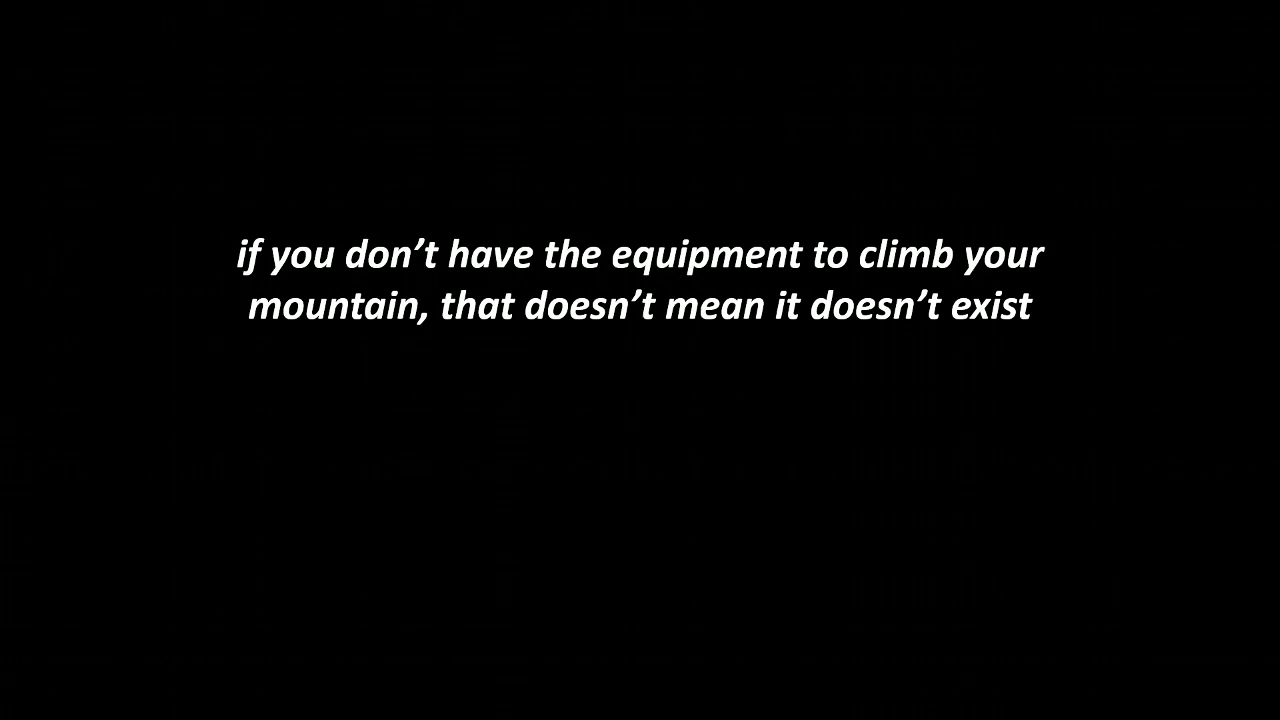 if you don’t have the equipment to climb your
mountain, that doesn’t mean it doesn’t exist